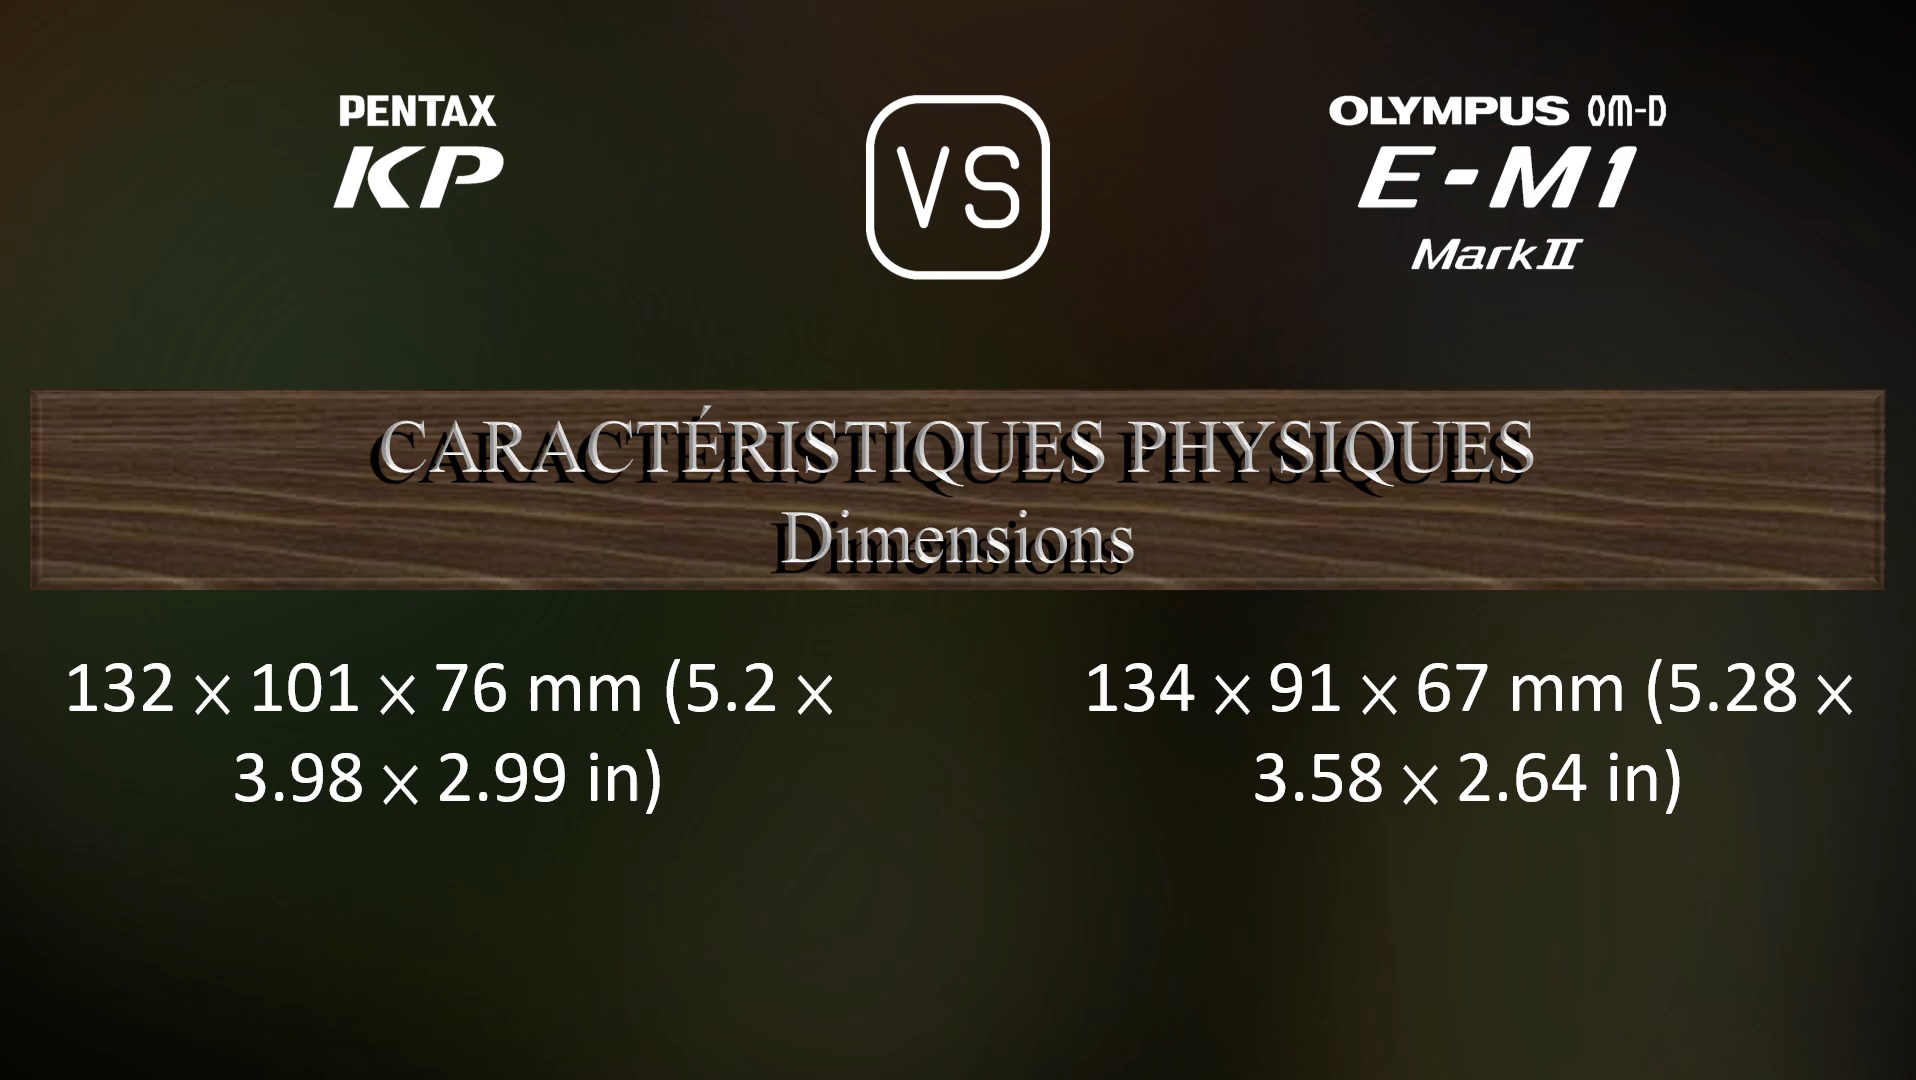 PENTAX
KP
VS
OLYMPUS OM-D
E-M1
Mark II
CARACTÉRISTIQUES PHYSIQUES
Dimensions
132 x 101 x 76 mm (5.2 x
3.98 x 2.99 in)
134 x 91 x 67 mm (5.28 x
3.58 x 2.64 in)